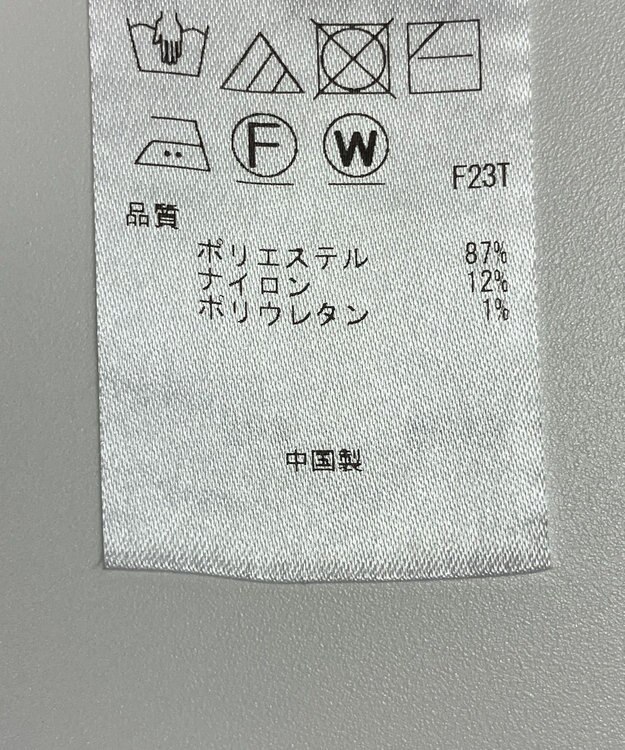 F W
F23T
品質
ポリエステル 87%
ナイロン 12%
ポリウレタン 1%
中国製